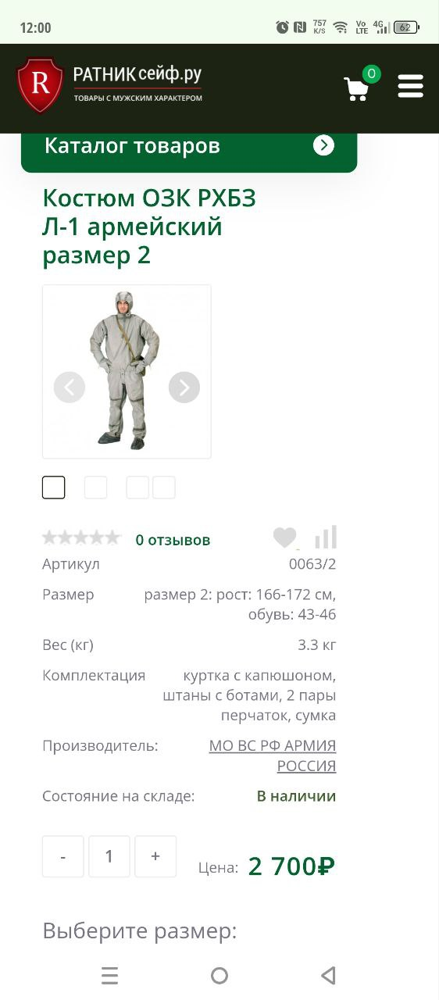 12:00
757
K/S
Vo
LTE
4G
62
R
РАТНИК сейф.ру
ТОВАРЫ С МУЖСКИМ ХАРАКТЕРОМ
0
Каталог товаров
Костюм ОЗК РХБЗ
Л-1 армейский
размер 2
0 отзывов
Артикул 0063/2
Размер размер 2: рост: 166-172 см,
обувь: 43-46
Вес (кг) 3.3 кг
Комплектация куртка с капюшоном,
штаны с ботами, 2 пары
перчаток, сумка
Производитель: МО ВС РФ АРМИЯ
РОССИЯ
Состояние на складе: В наличии
- 1 + Цена: 2 700₽
Выберите размер: